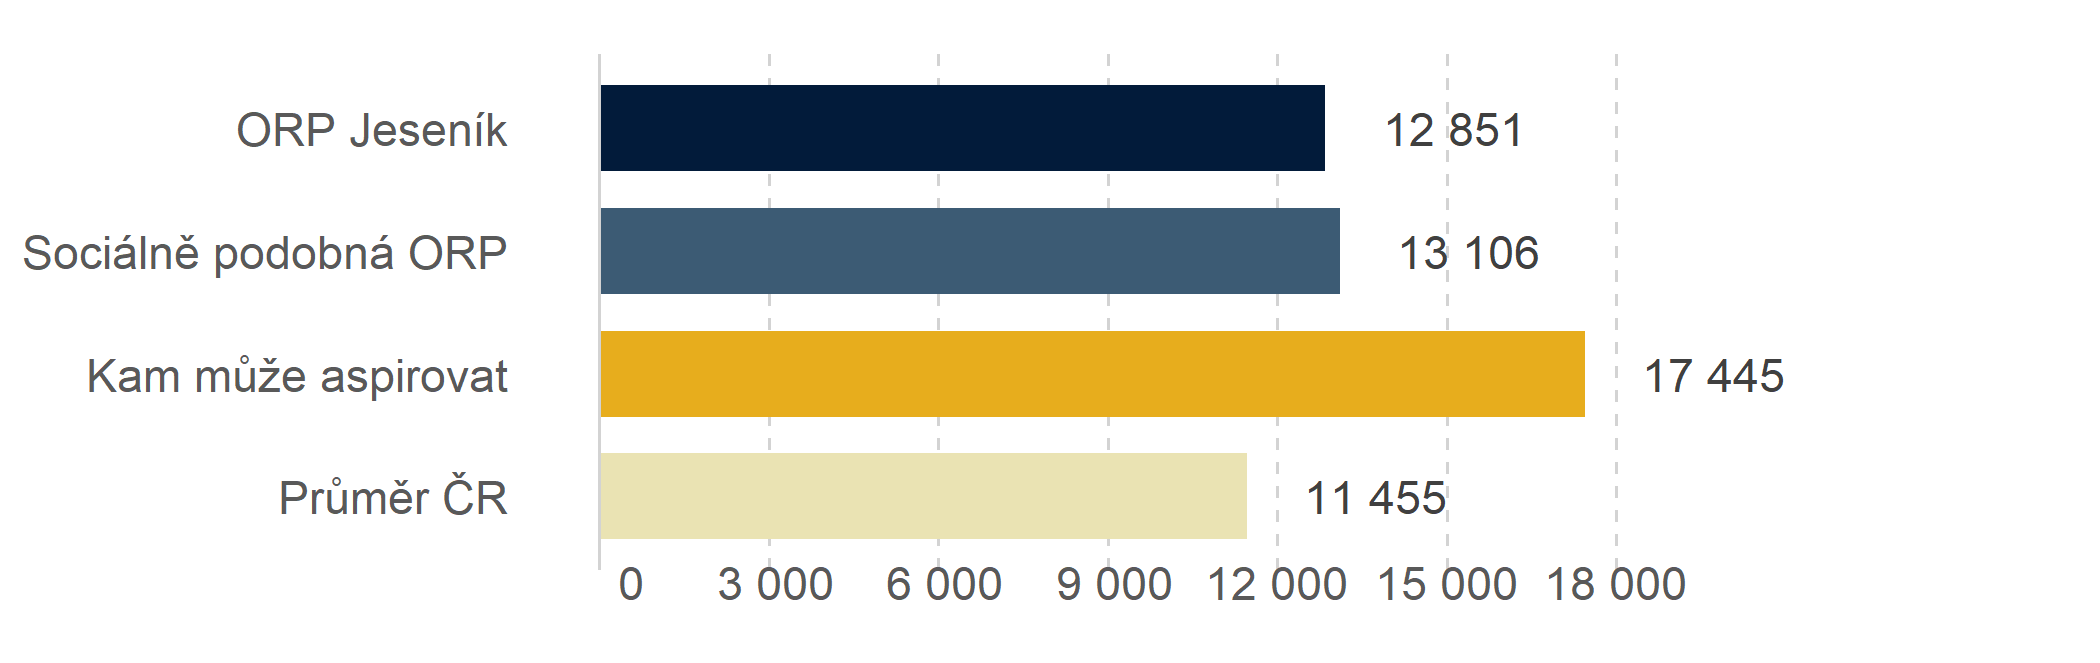 ORP Jeseník 12 851
Sociálně podobná ORP 13 106
Kam může aspirovat 17 445
Průměr ČR 11 455
0 3 000 6 000 9 000 12 000 15 000 18 000